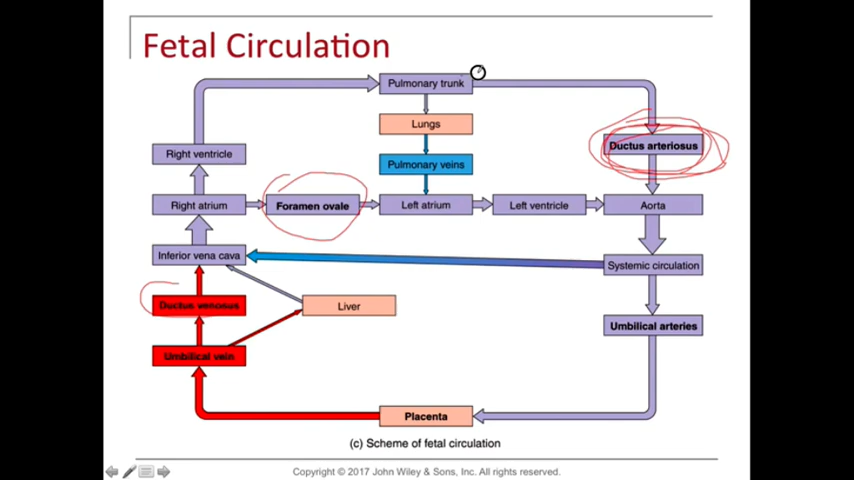 Fetal Circulation
Pulmonary trunk
Lungs
Ductus arteriosus
Right ventricle
Pulmonary veins
Right atrium
Foramen ovale
Left atrium
Left ventricle
Aorta
Inferior vena cava
Systemic circulation
Ductus venosus
Liver
Umbilical arteries
Umbilical vein
Placenta
(c) Scheme of fetal circulation
Copyright © 2017 John Wiley & Sons, Inc. All rights reserved.